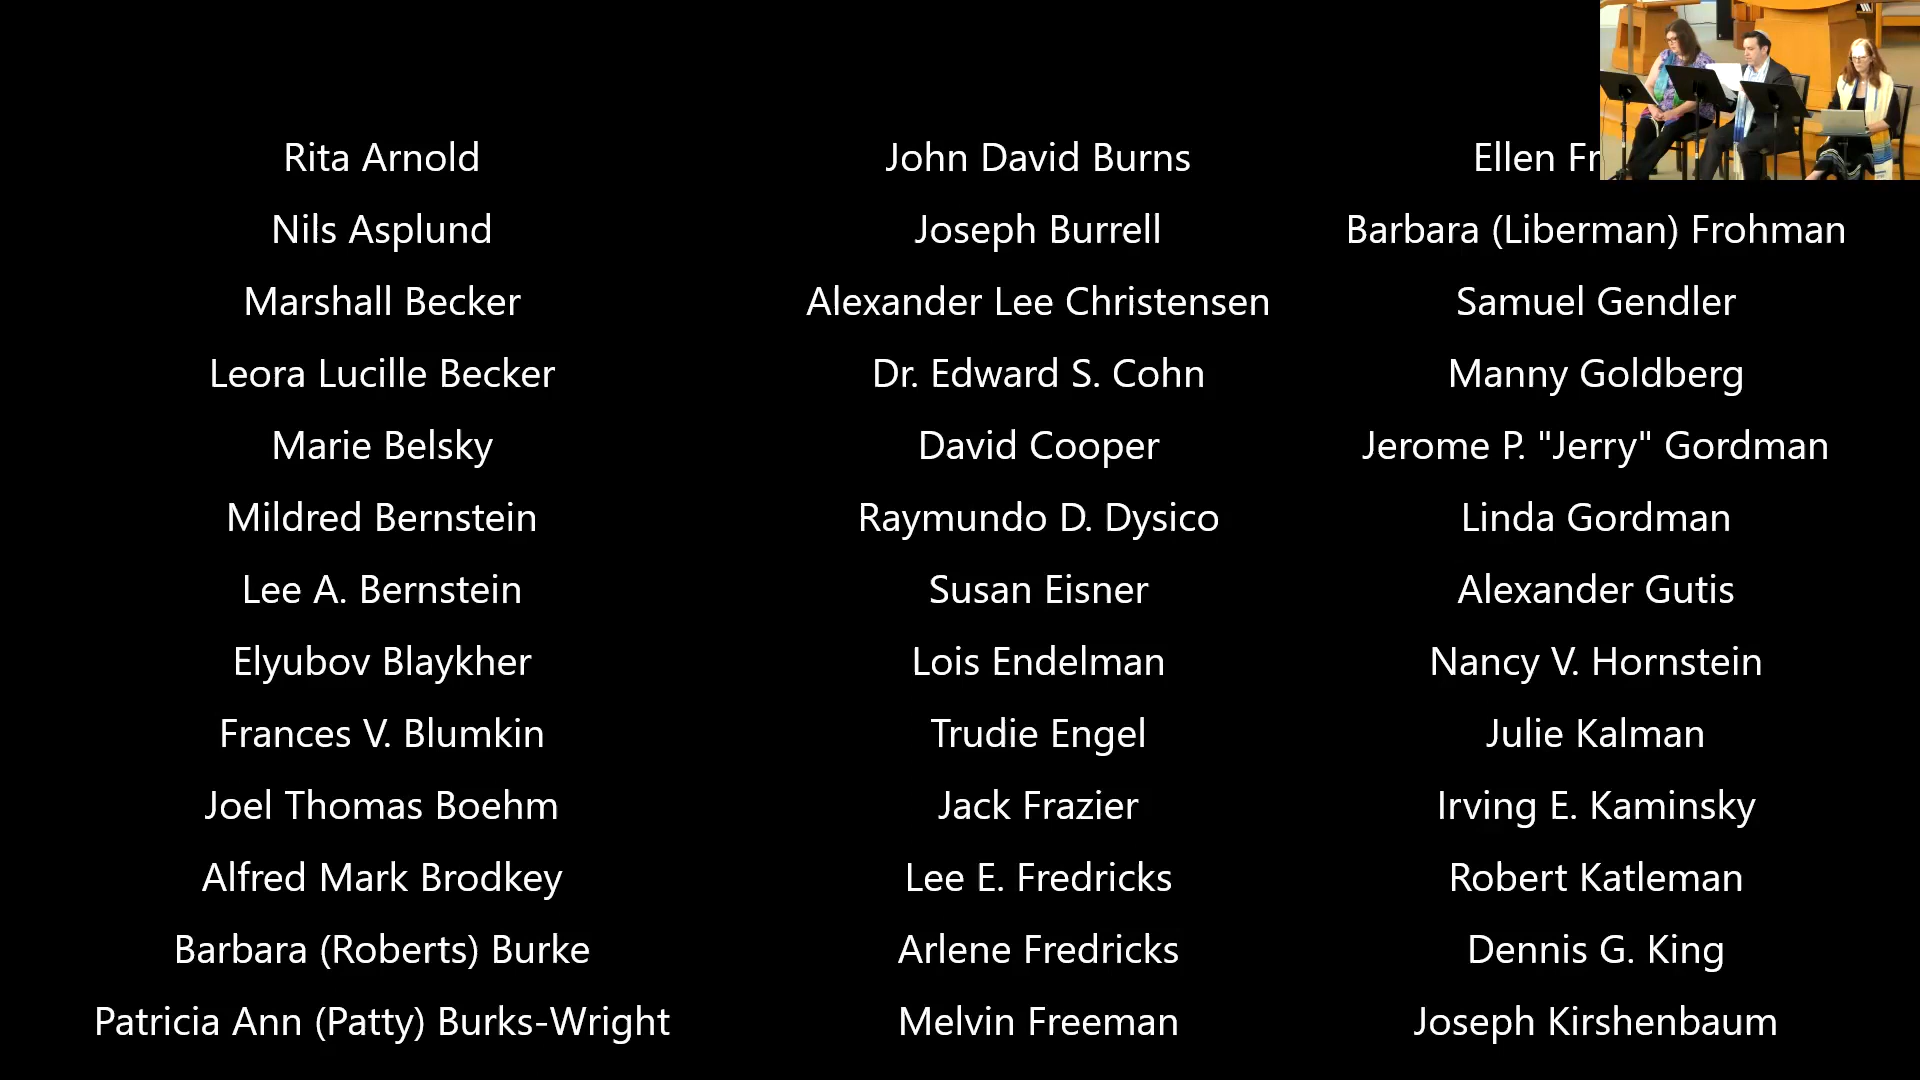 Rita Arnold
Nils Asplund
Marshall Becker
Leora Lucille Becker
Marie Belsky
Mildred Bernstein
Lee A. Bernstein
Elyubov Blaykher
Frances V. Blumkin
Joel Thomas Boehm
Alfred Mark Brodkey
Barbara (Roberts) Burke
Patricia Ann (Patty) Burks-Wright
John David Burns
Joseph Burrell
Alexander Lee Christensen
Dr. Edward S. Cohn
David Cooper
Raymundo D. Dysico
Susan Eisner
Lois Endelman
Trudie Engel
Jack Frazier
Lee E. Fredricks
Arlene Fredricks
Melvin Freeman
Ellen
Barbara (Liberman) Frohman
Samuel Gendler
Manny Goldberg
Jerome P. "Jerry" Gordman
Linda Gordman
Alexander Gutis
Nancy V. Hornstein
Julie Kalman
Irving E. Kaminsky
Robert Katleman
Dennis G. King
Joseph Kirshenbaum